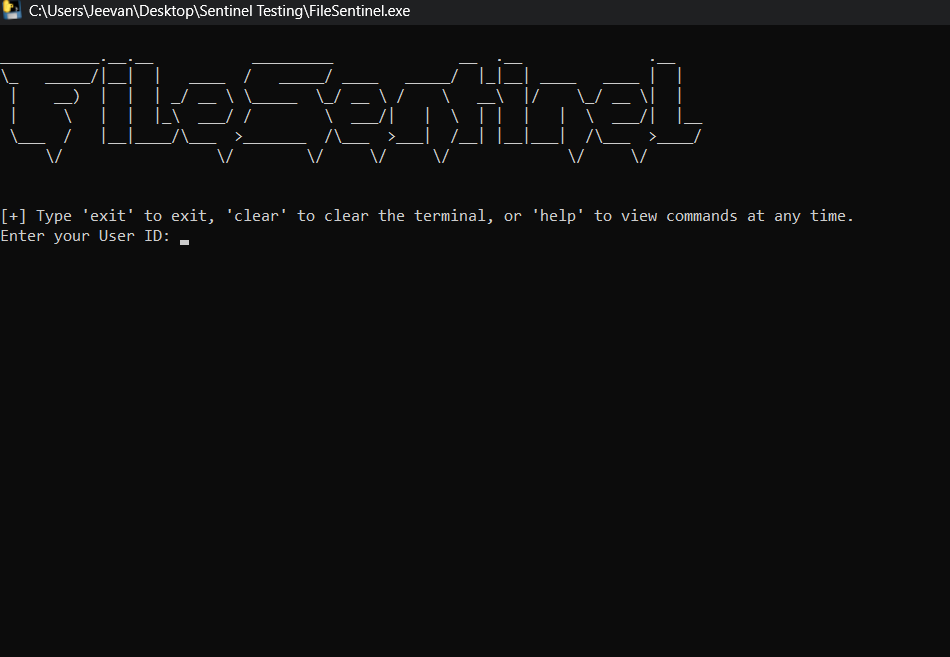 C:\Users\Jeevan\Desktop\Sentinel Testing\FileSentinel.exe
FileSentinel
[+] Type 'exit' to exit, 'clear' to clear the terminal, or 'help' to view commands at any time.
Enter your User ID: